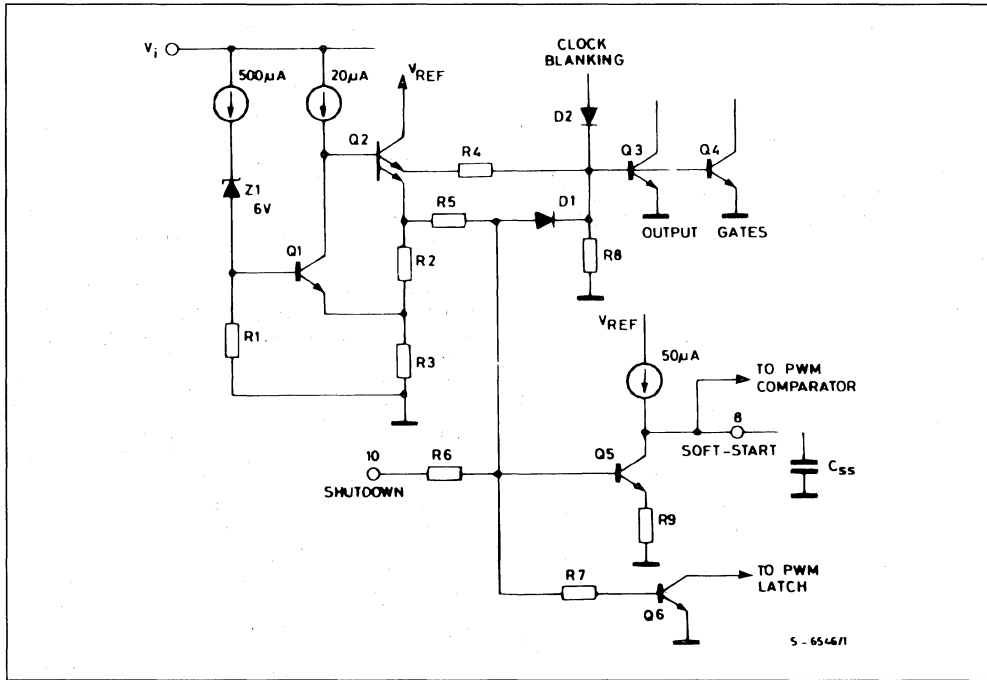 Vi
500µA
20µA
VREF
CLOCK
BLANKING
D2
Q2
R4
Q3
Q4
Z1
6V
R5
D1
OUTPUT GATES
Q1
R2
R8
R1
R3
VREF
50µA
TO PWM
COMPARATOR
8
SOFT-START
Css
10
R6
SHUTDOWN
Q5
R9
R7
TO PWM
LATCH
Q6
S-6546/1